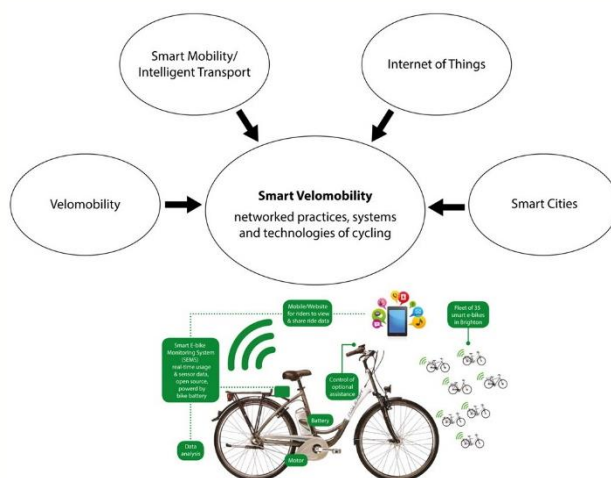 Smart Mobility/
Intelligent Transport
Internet of Things
Velomobility
Smart Velomobility
networked practices, systems
and technologies of cycling
Smart Cities
Mobile/Website
for riders to view
& share ride data
Fleet of 35
smart e-bikes
in Brighton
Smart E-bike
Monitoring System
(SEMS)
real-time usage
& sensor data,
open source,
powered by
bike battery
Control of
optional
assistance
Battery
Data
analysis
Motor